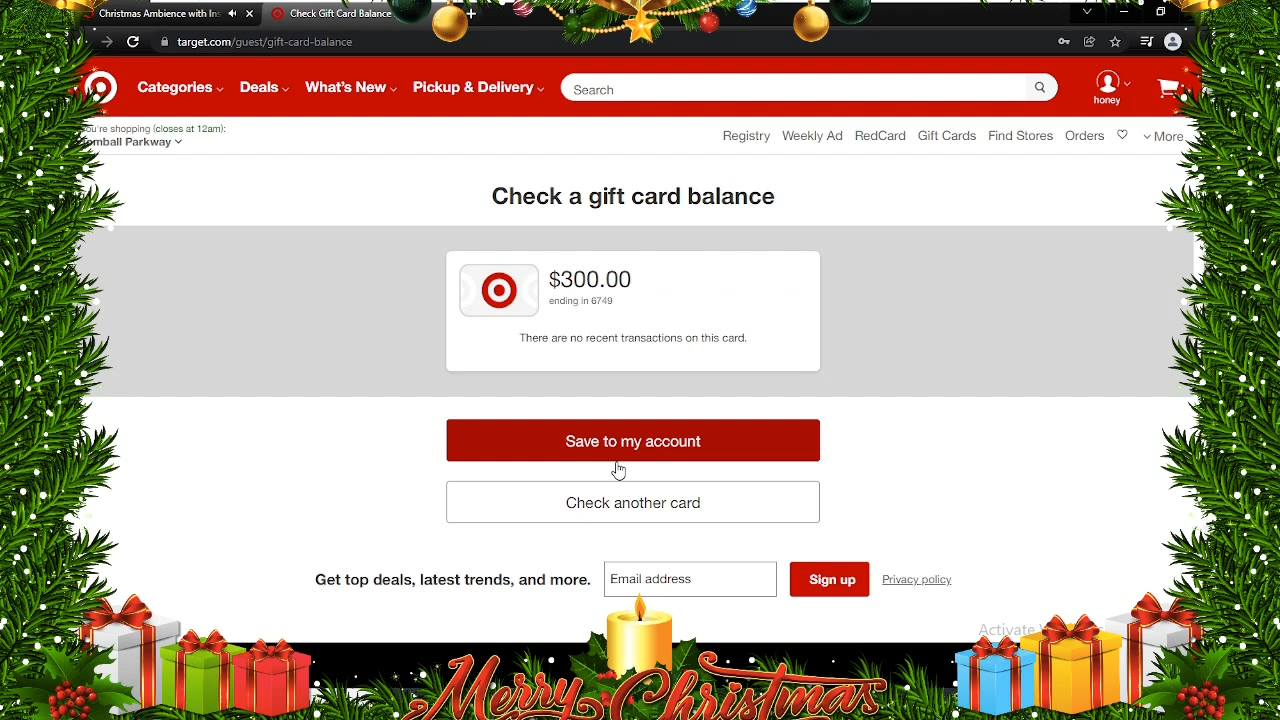 Christmas Ambience with Ins
Check Gift Card Balance
target.com/guest/gift-card-balance
Categories Deals What's New Pickup & Delivery Search honey
You're shopping (closes at 12am):
omball Parkway
Registry Weekly Ad RedCard Gift Cards Find Stores Orders More
Check a gift card balance
$300.00
ending in 6749
There are no recent transactions on this card.
Save to my account
Check another card
Get top deals, latest trends, and more. Email address Sign up Privacy policy
Activate
Merry Christmas